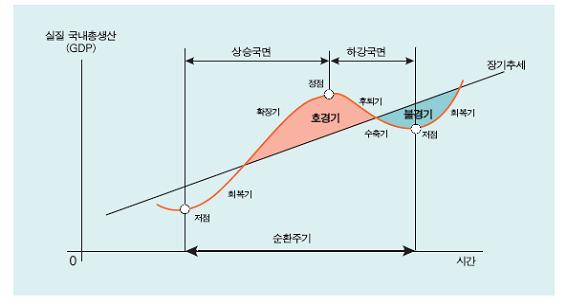 실질 국내총생산
(GDP)
상승국면
하강국면
장기추세
정점
후퇴기
확장기
호경기
불경기
회복기
수축기
저점
회복기
저점
순환주기
0
시간